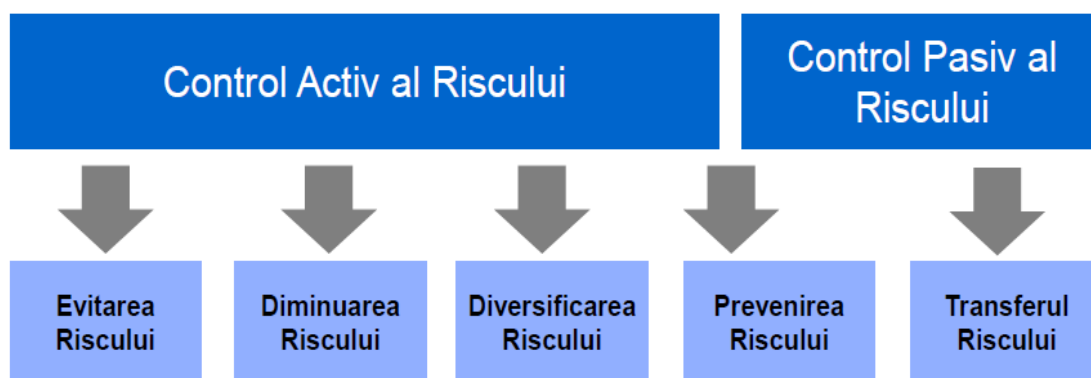 Control Activ al Riscului
Control Pasiv al
Riscului
Evitarea
Riscului
Diminuarea
Riscului
Diversificarea
Riscului
Prevenirea
Riscului
Transferul
Riscului